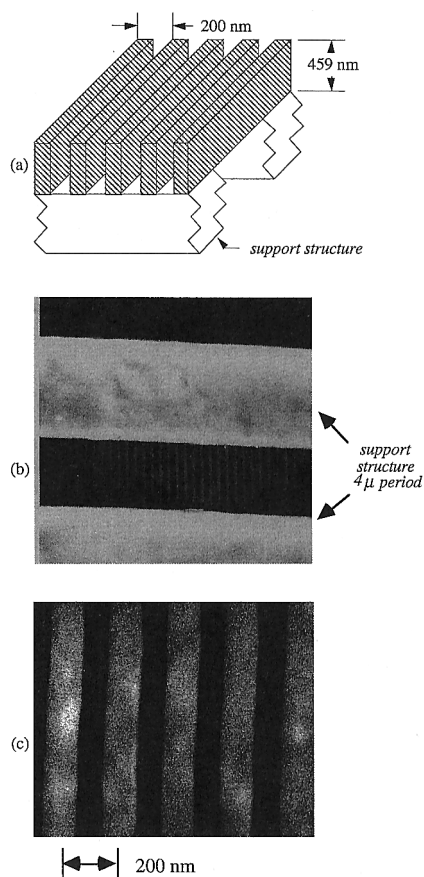 200 nm
459 nm
(a)
support structure
(b)
support
structure
4 μ period
(c)
200 nm